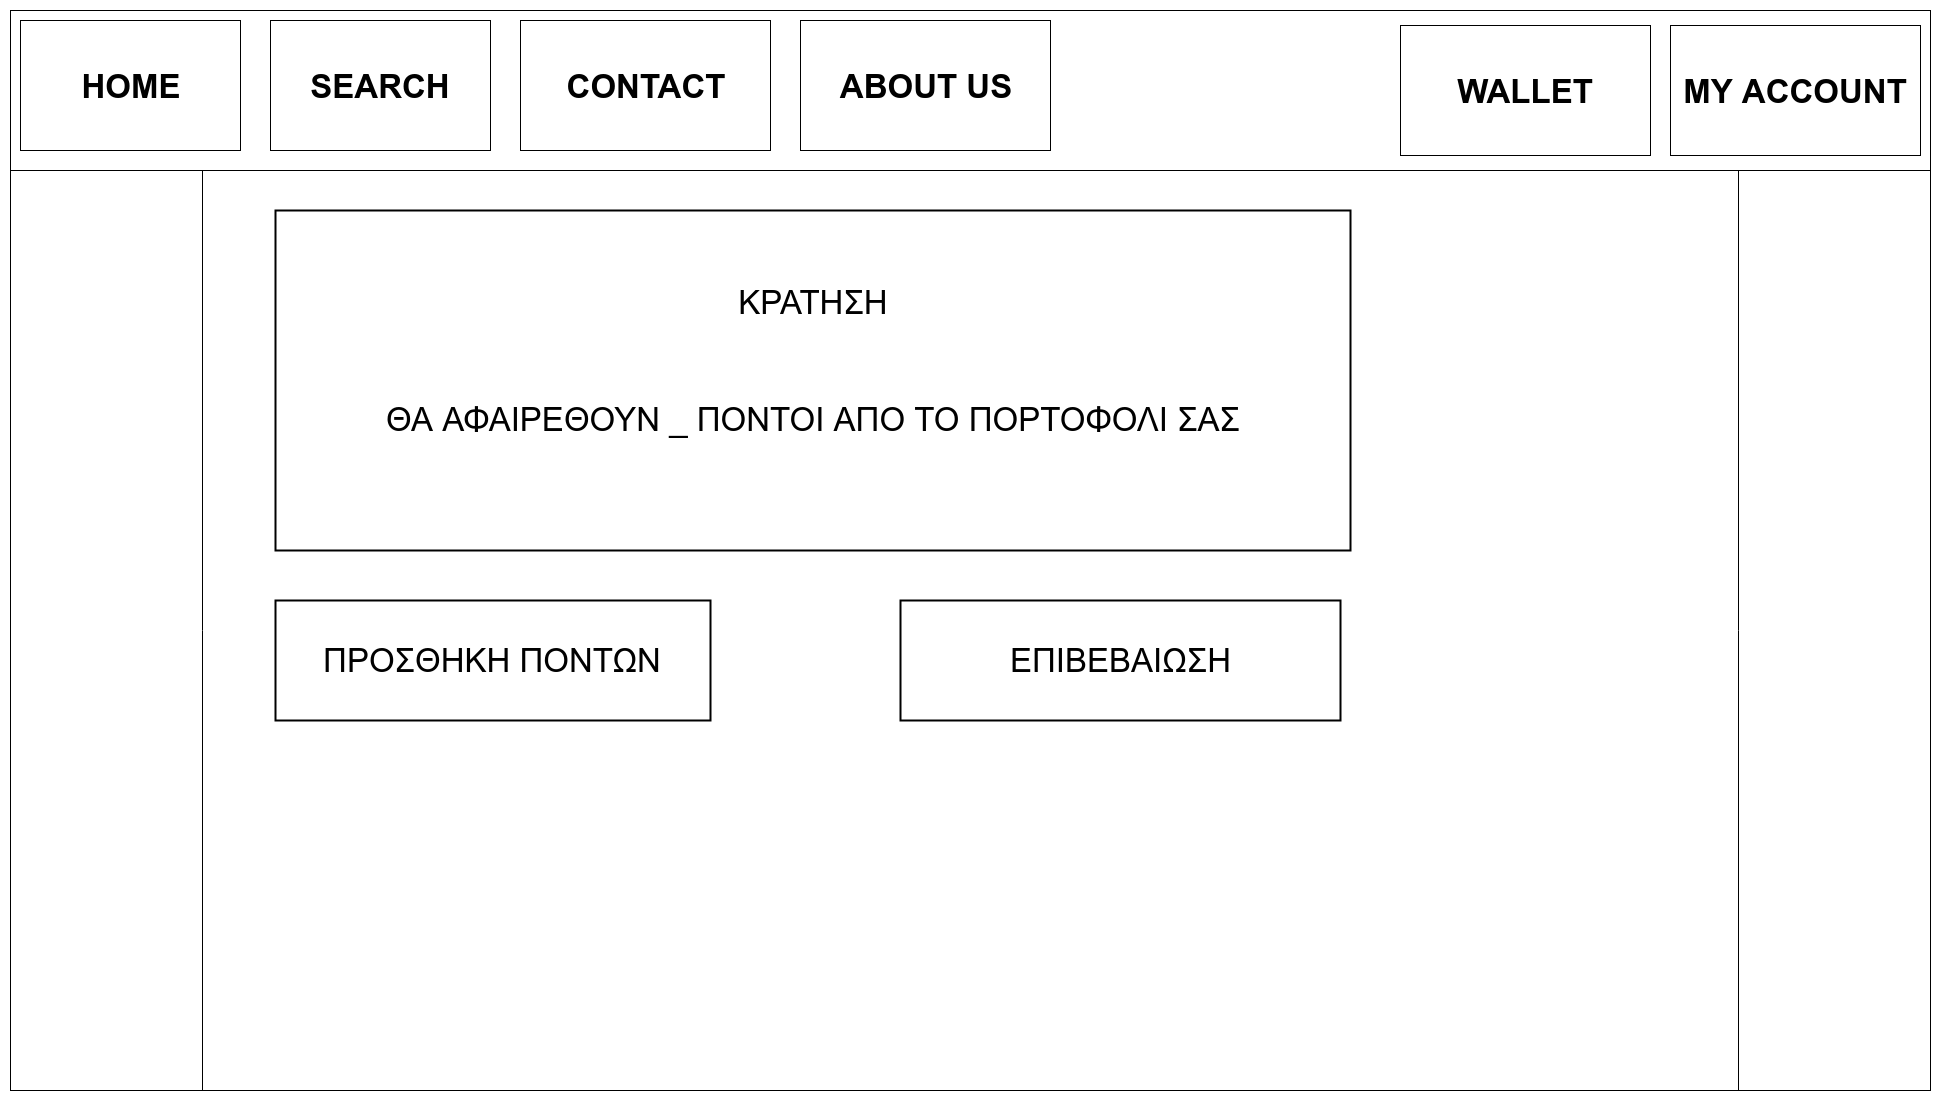 HOME
SEARCH
CONTACT
ABOUT US
WALLET
MY ACCOUNT
ΚΡΑΤΗΣΗ
ΘΑ ΑΦΑΙΡΕΘΟΥΝ _ ΠΟΝΤΟΙ ΑΠΟ ΤΟ ΠΟΡΤΟΦΟΛΙ ΣΑΣ
ΠΡΟΣΘΗΚΗ ΠΟΝΤΩΝ
ΕΠΙΒΕΒΑΙΩΣΗ